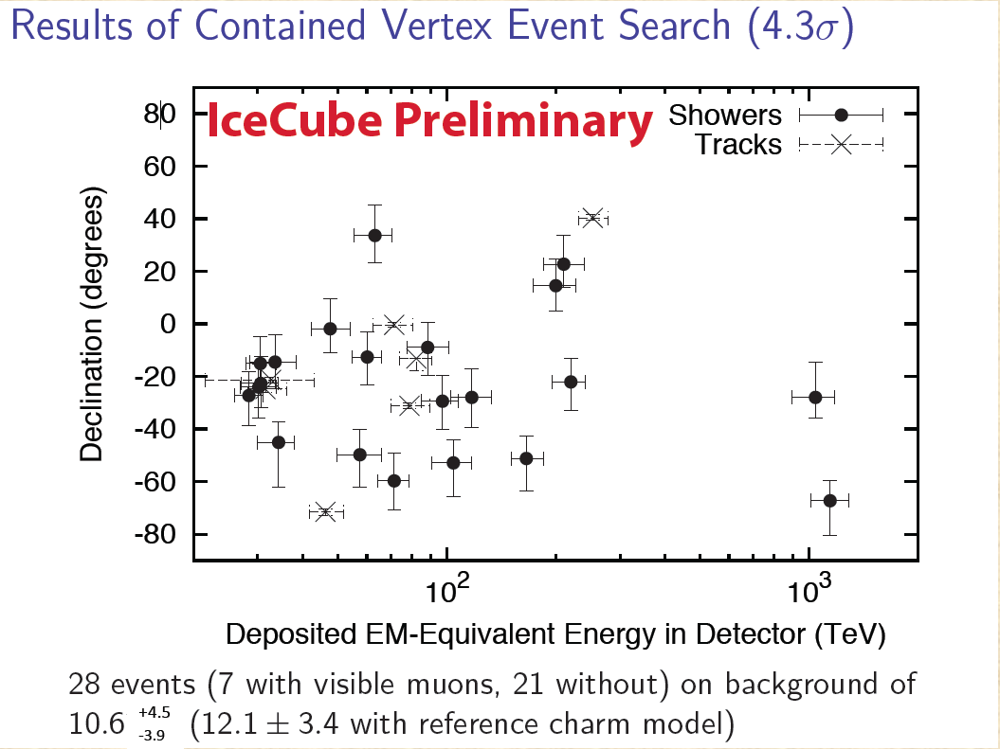 Results of Contained Vertex Event Search (4.3σ)
IceCube Preliminary
Showers
Tracks
80
60
40
20
0
-20
-40
-60
-80
Declination (degrees)
10²
10³
Deposited EM-Equivalent Energy in Detector (TeV)
28 events (7 with visible muons, 21 without) on background of
10.6 +4.5 -3.9 (12.1 ± 3.4 with reference charm model)